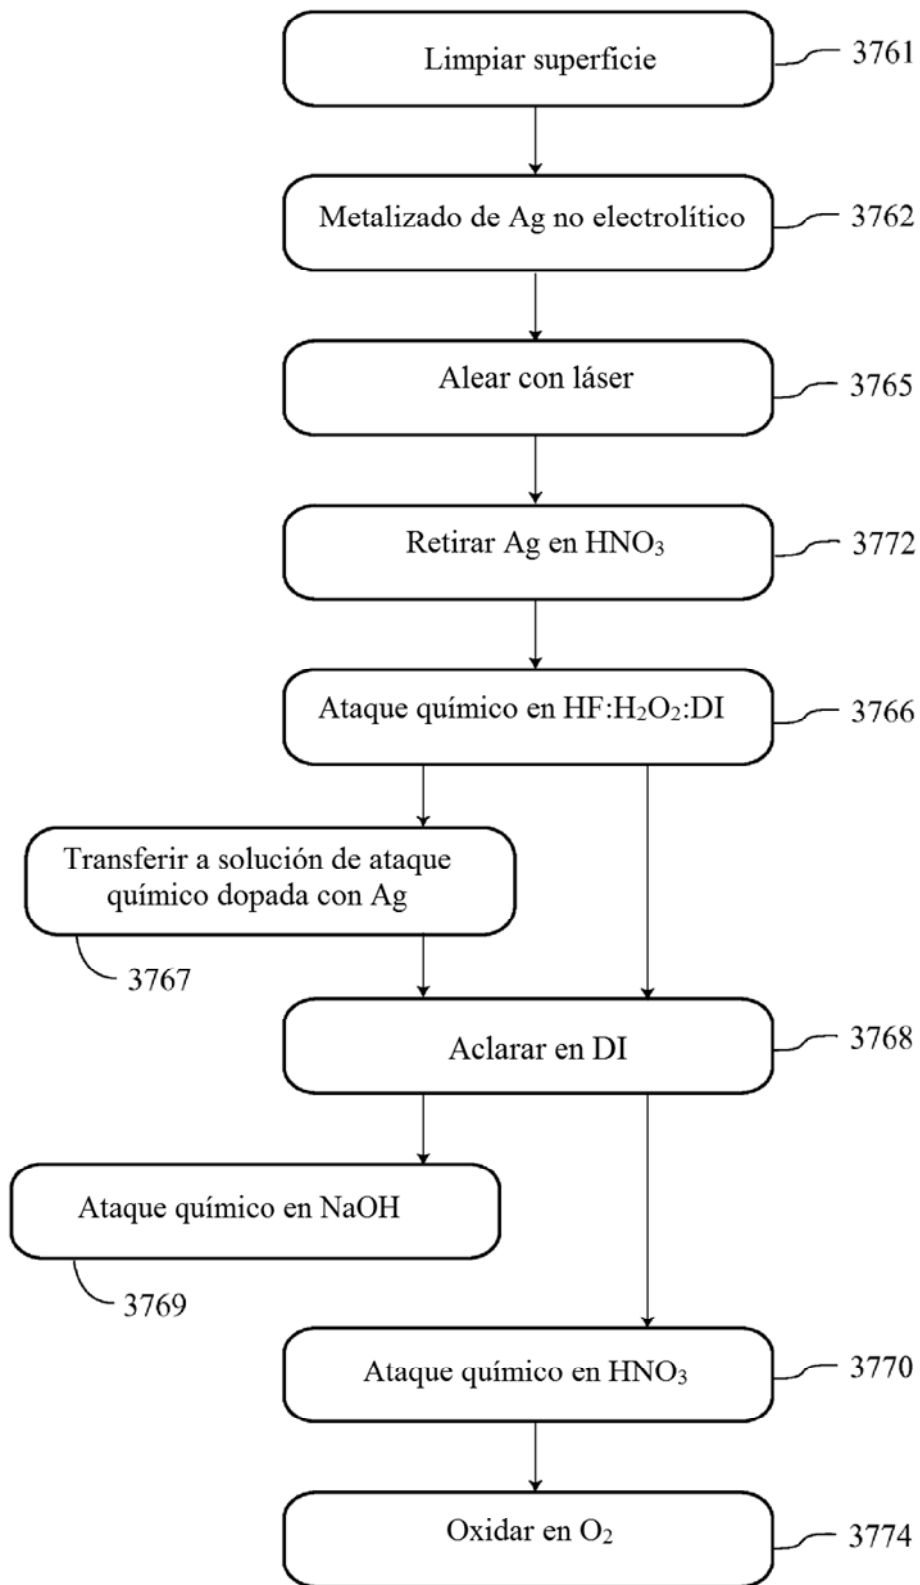 Limpiar superficie
3761
Metalizado de Ag no electrolítico
3762
Alear con láser
3765
Retirar Ag en HNO₃
3772
Ataque químico en HF:H₂O₂:DI
3766
Transferir a solución de ataque
químico dopada con Ag
3767
Aclarar en DI
3768
Ataque químico en NaOH
3769
Ataque químico en HNO₃
3770
Oxidar en O₂
3774